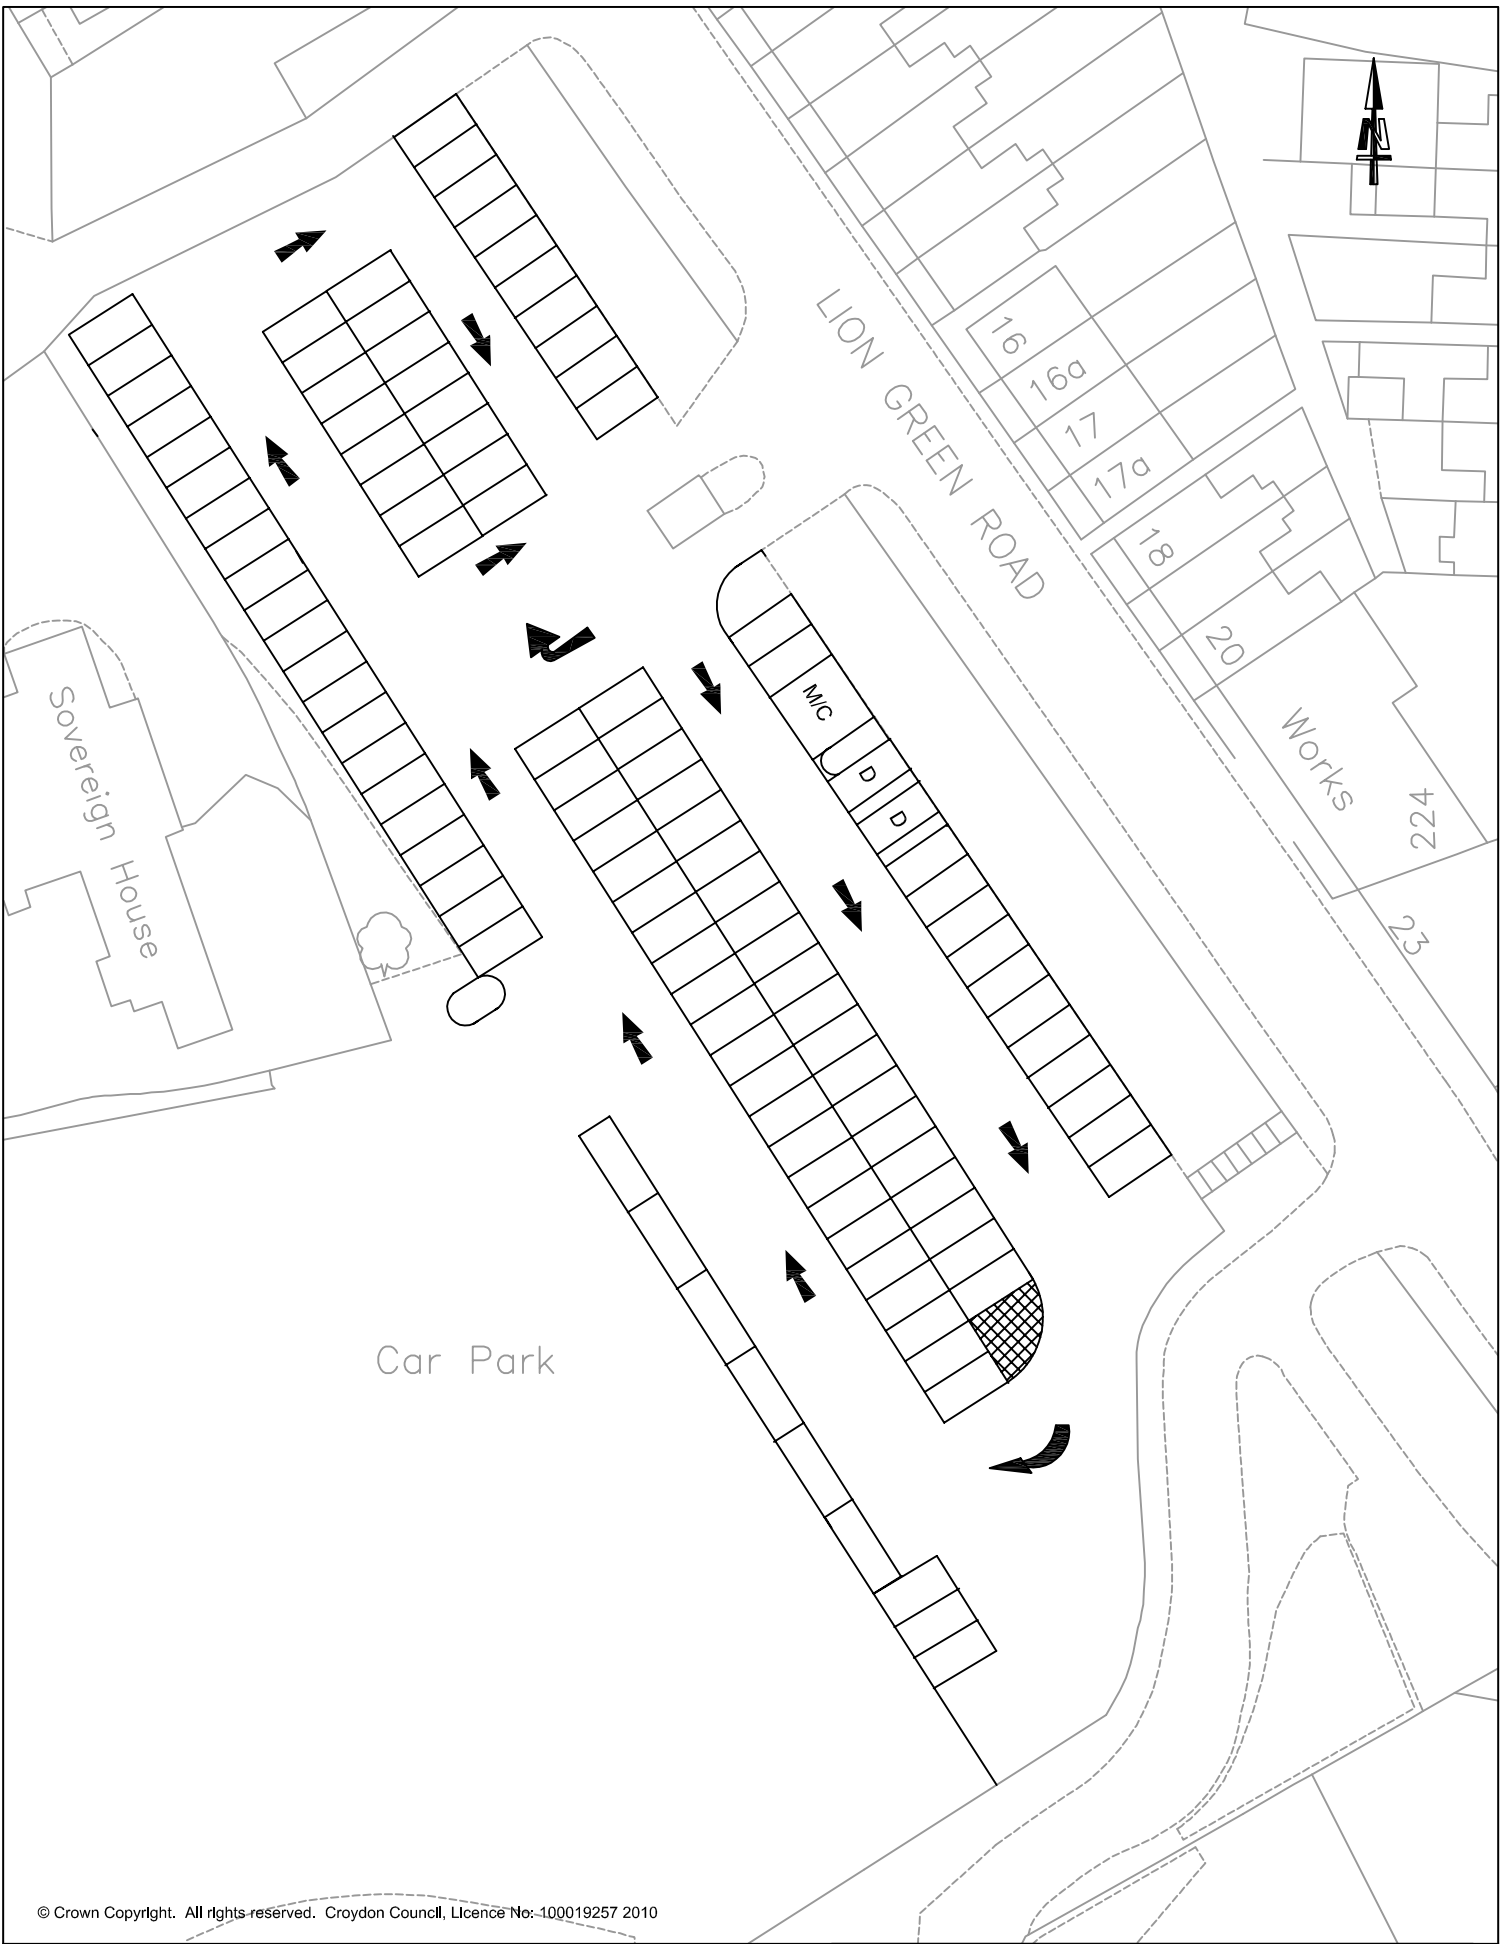 N
LION GREEN ROAD
16
16a
17
17a
18
20
Works
224
23
M/C
D
D
Sovereign House
Car Park
© Crown Copyright. All rights reserved. Croydon Council, Licence No: 100019257 2010